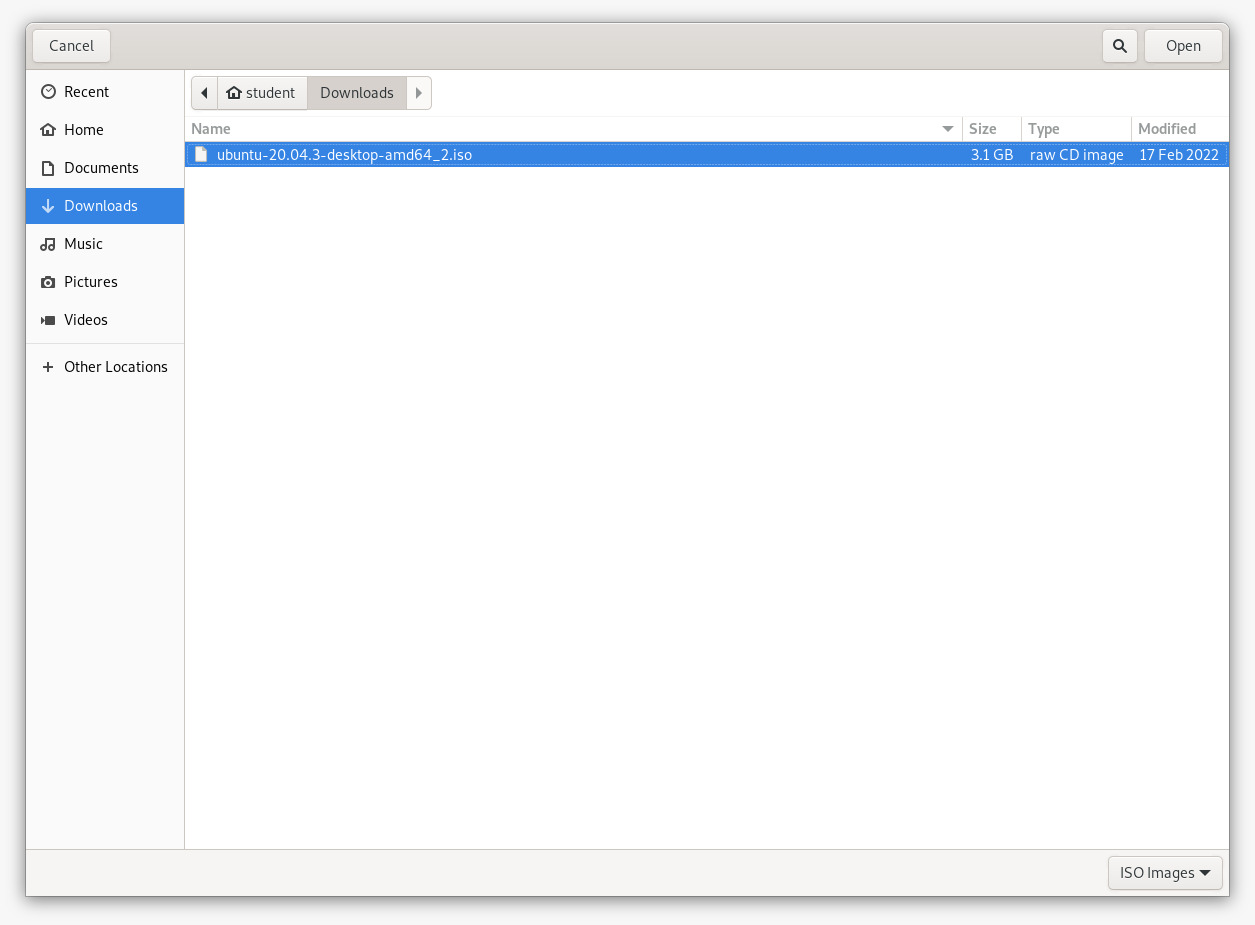 Cancel
Open
Recent
Home
Documents
Downloads
Music
Pictures
Videos
Other Locations
student Downloads
Name Size Type Modified
ubuntu-20.04.3-desktop-amd64_2.iso 3.1 GB raw CD image 17 Feb 2022
ISO Images